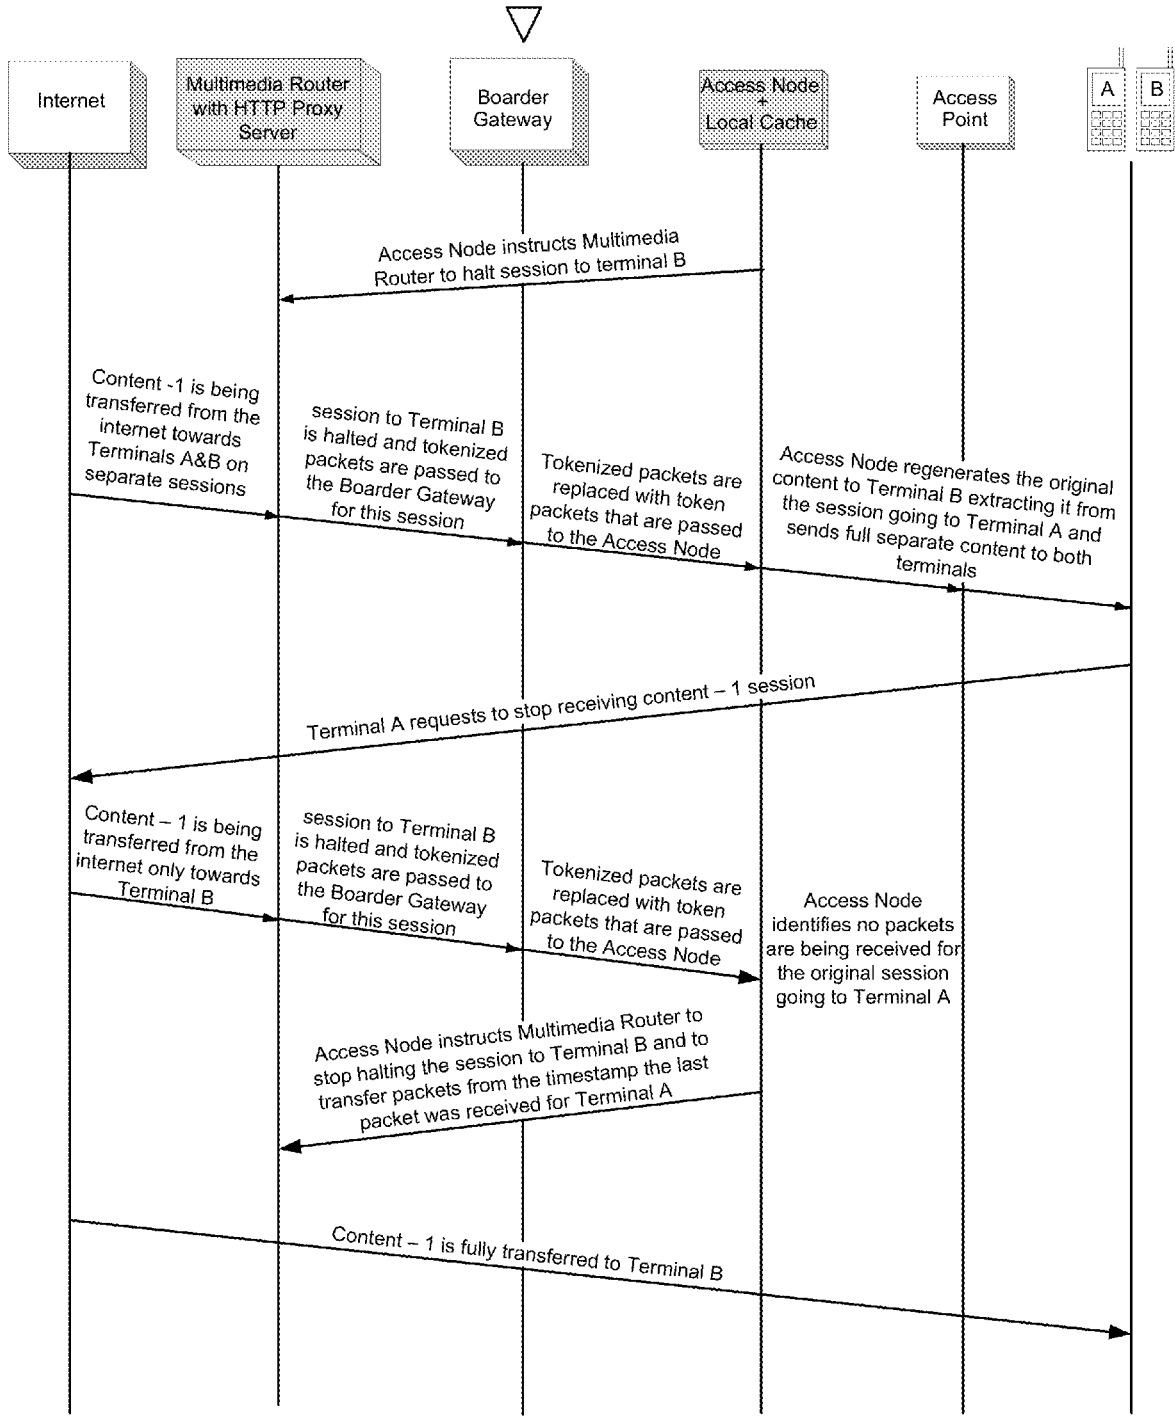 Internet
Multimedia Router
with HTTP Proxy
Server
Boarder
Gateway
Access Node
+
Local Cache
Access
Point
A
B
Access Node instructs Multimedia
Router to halt session to terminal B
Content -1 is being
transferred from the
internet towards
Terminals A&B on
separate sessions
session to Terminal B
is halted and tokenized
packets are passed to
the Boarder Gateway
for this session
Tokenized packets are
replaced with token
packets that are passed
to the Access Node
Access Node regenerates the original
content to Terminal B extracting it from
the session going to Terminal A and
sends full separate content to both
terminals
Terminal A requests to stop receiving content – 1 session
Content – 1 is being
transferred from the
internet only towards
Terminal B
session to Terminal B
is halted and tokenized
packets are passed to
the Boarder Gateway
for this session
Tokenized packets are
replaced with token
packets that are passed
to the Access Node
Access Node
identifies no packets
are being received for
the original session
going to Terminal A
Access Node instructs Multimedia Router to
stop halting the session to Terminal B and to
transfer packets from the timestamp the last
packet was received for Terminal A
Content – 1 is fully transferred to Terminal B